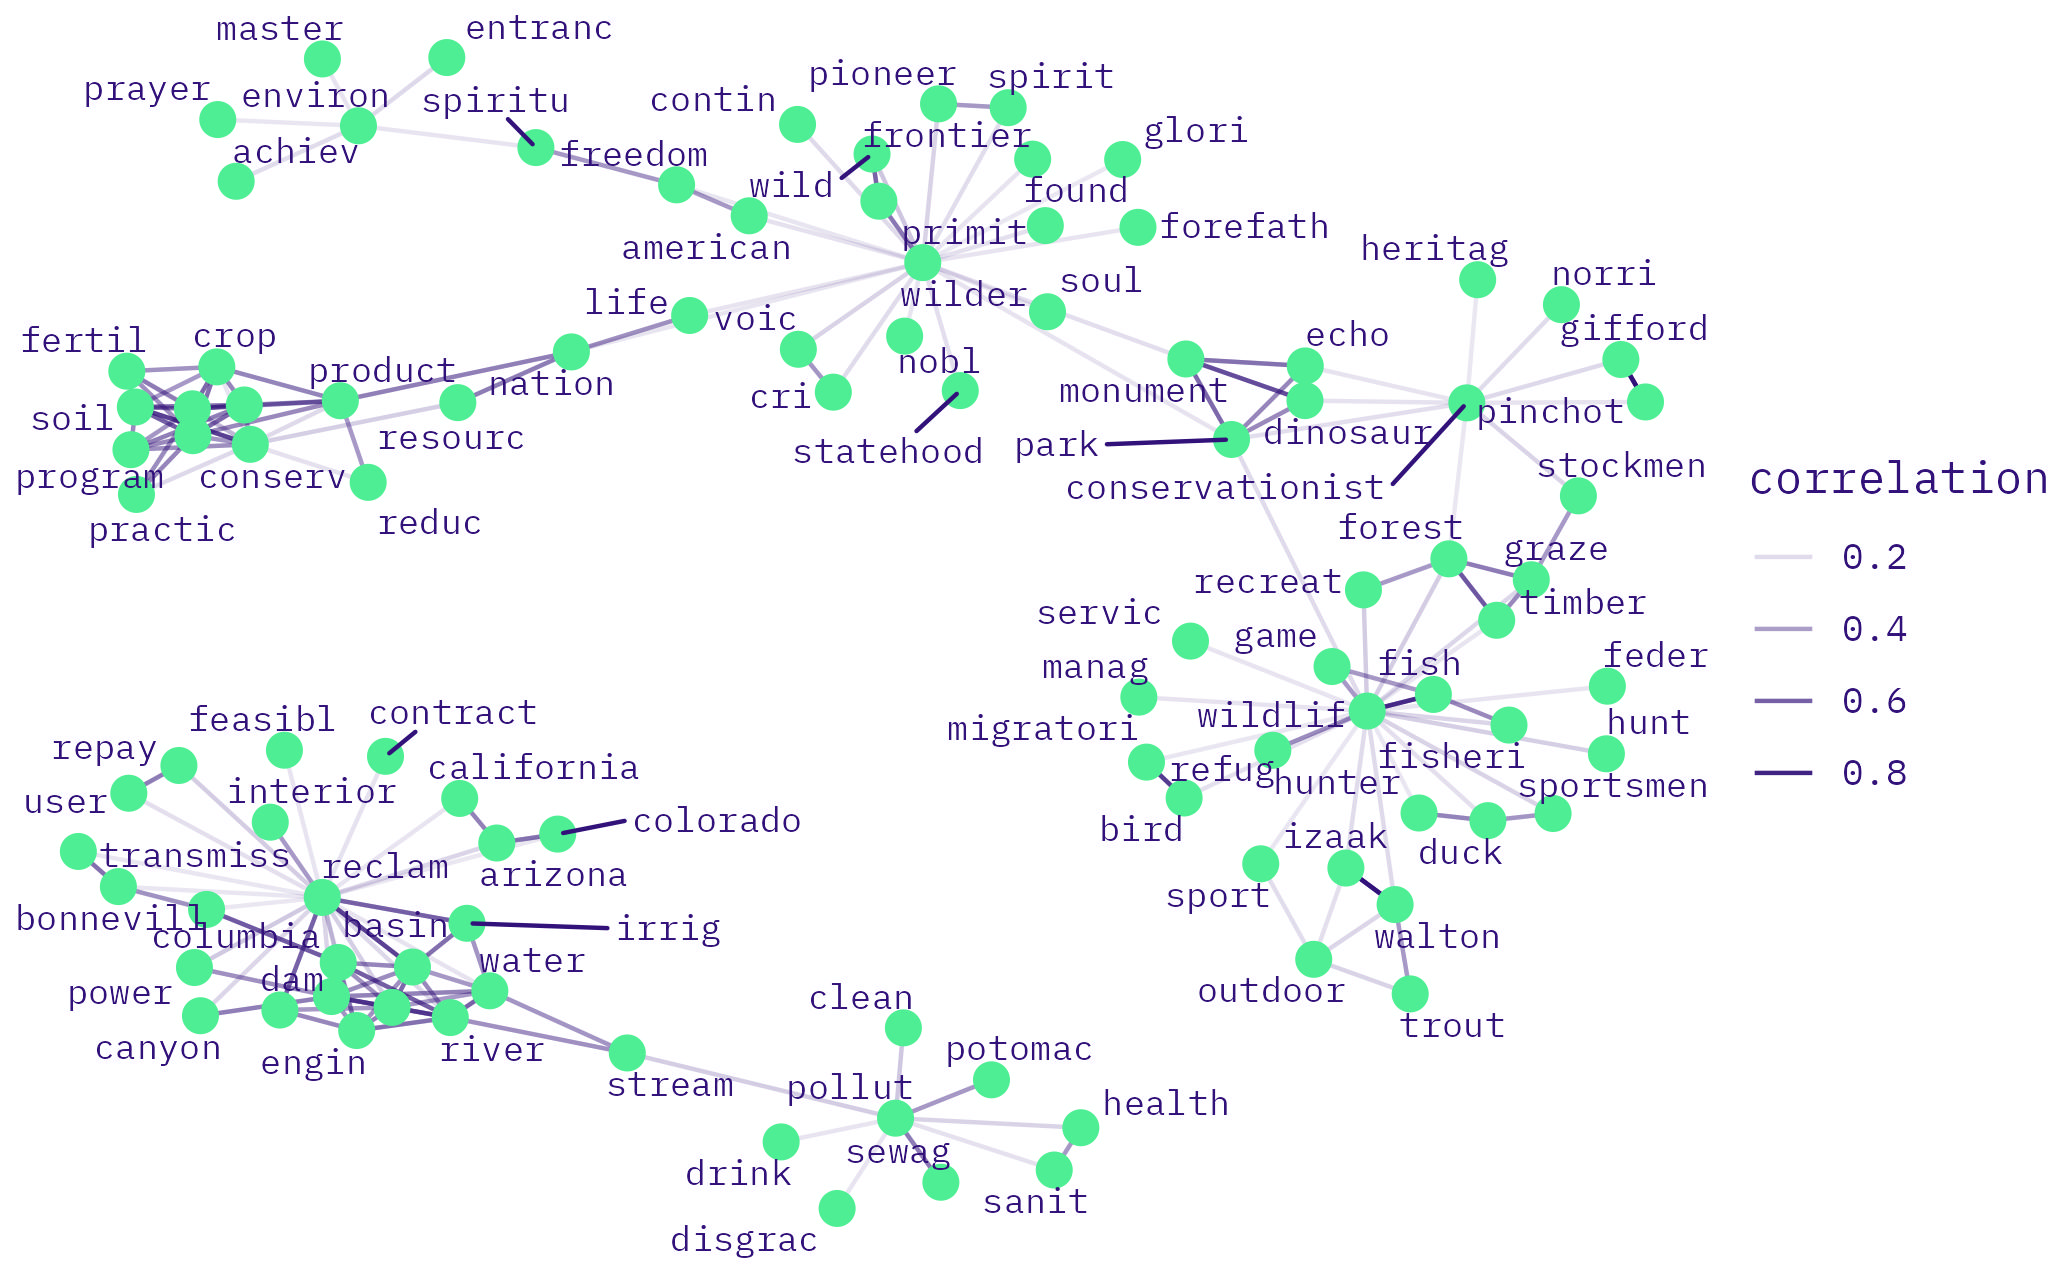 master
entranc
prayer
environ
spiritu
achiev
freedom
american
contin
pioneer
spirit
frontier
wild
glori
found
primit
forefath
wilder
soul
life
voic
nobl
cri
statehood
fertil
crop
product
nation
soil
resourc
program
conserv
practic
reduc
heritag
norri
gifford
echo
monument
pinchot
park
dinosaur
conservationist
stockmen
forest
graze
recreat
timber
servic
game
fish
feder
manag
wildlif
hunt
migratori
fisheri
refug
hunter
sportsmen
bird
izaak
duck
sport
walton
outdoor
trout
correlation
0.2
0.4
0.6
0.8
feasibl
contract
repay
california
user
interior
colorado
transmiss
reclam
arizona
bonnevill
columbia
basin
irrig
dam
water
power
canyon
engin
river
stream
clean
potomac
pollut
health
sewag
drink
sanit
disgrac